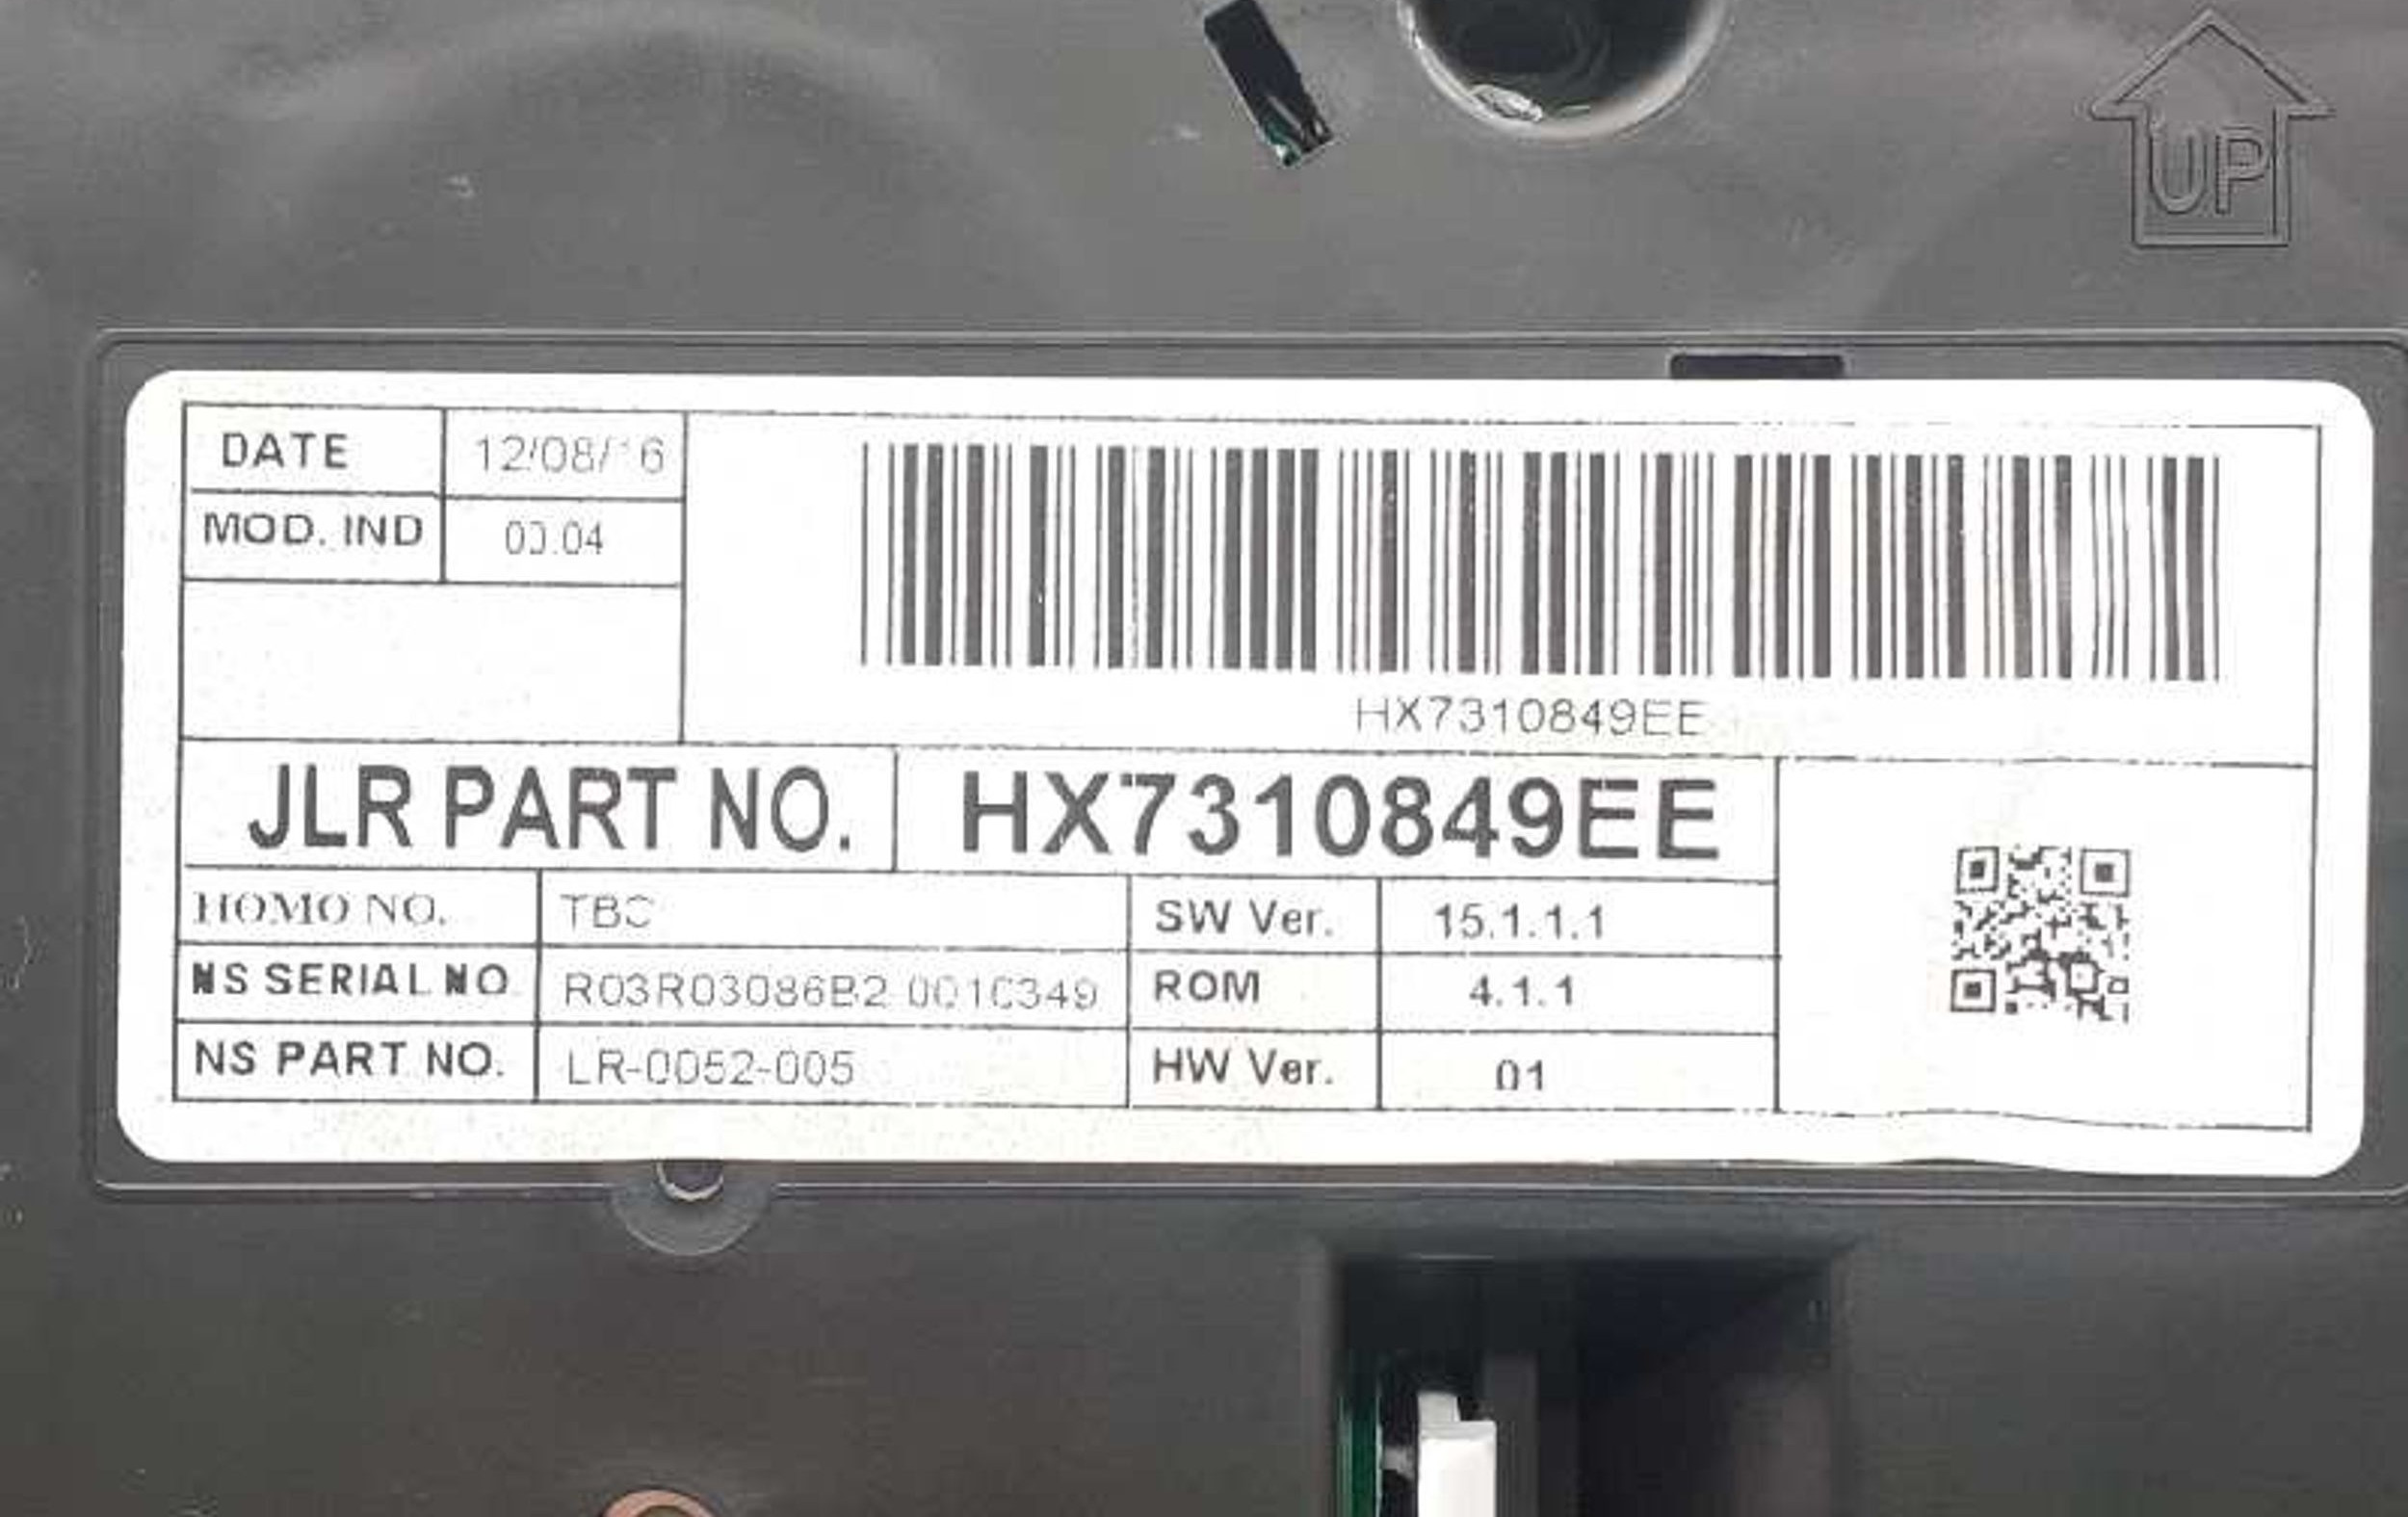 UP
DATE 12/08/16
MOD. IND 00.04
HX7310849EE
JLR PART NO. HX7310849EE
HOMO NO. TBC SW Ver. 15.1.1.1
NS SERIAL NO R03R03086B2 0010349 ROM 4.1.1
NS PART NO. LR-0052-005 HW Ver. 01